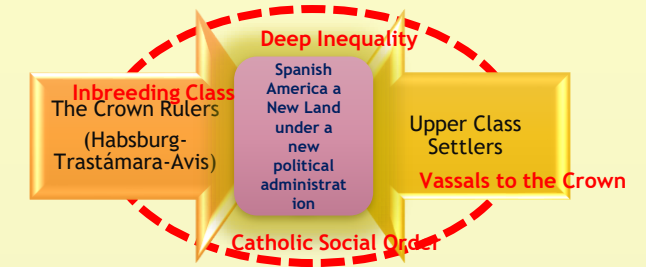 Deep Inequality
Inbreeding Class
The Crown Rulers
(Habsburg-
Trastámara-Avis)
Spanish
America a
New Land
under a
new
political
administrat
ion
Upper Class
Settlers
Vassals to the Crown
Catholic Social Order